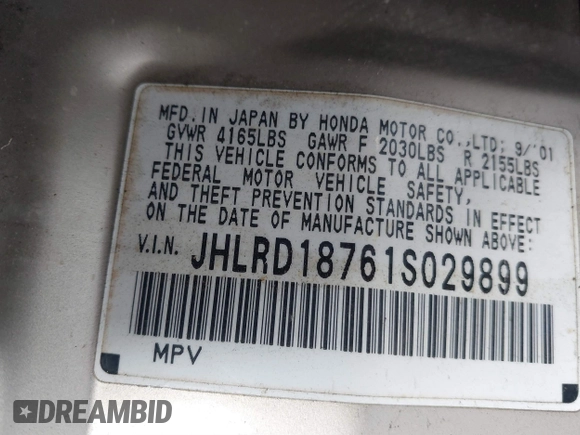 MFD. IN JAPAN BY HONDA MOTOR CO., LTD; 9/'01
GVWR 4165LBS GAWR F 2030LBS R 2155LBS
THIS VEHICLE CONFORMS TO ALL APPLICABLE
FEDERAL MOTOR VEHICLE SAFETY,
AND THEFT PREVENTION STANDARDS IN EFFECT
ON THE DATE OF MANUFACTURE SHOWN ABOVE.
V.I.N. JHLRD18761S029899
MPV
DREAMBID